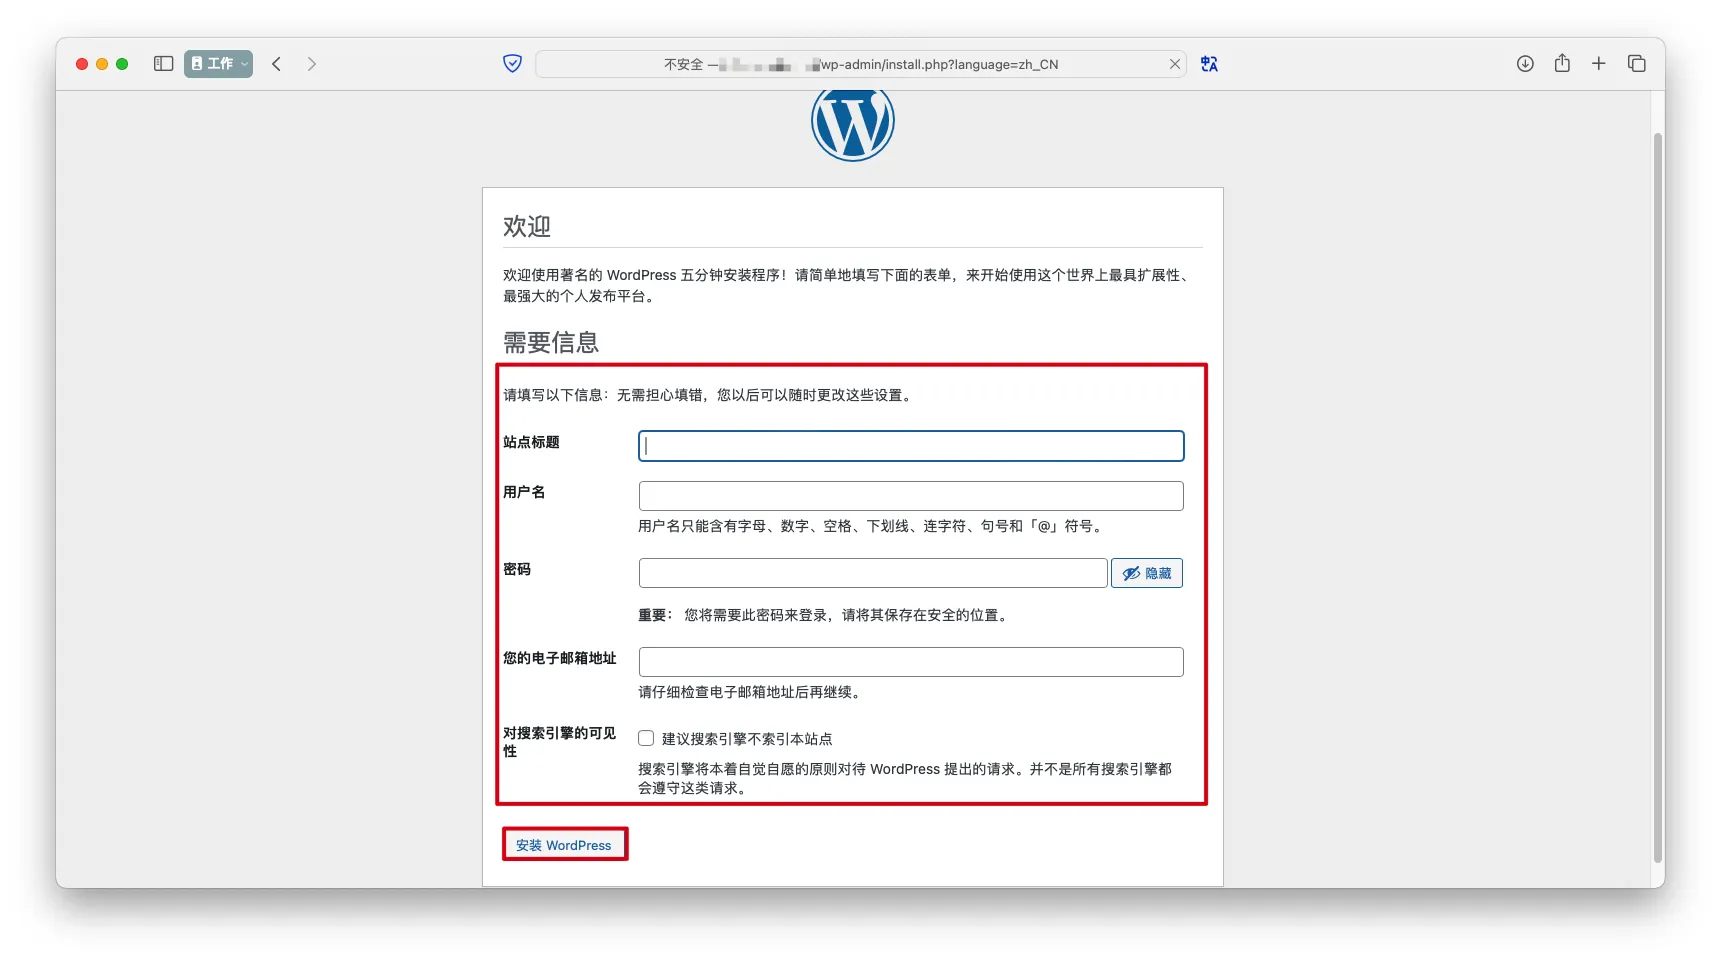 工作
不安全 — /wp-admin/install.php?language=zh_CN
欢迎
欢迎使用著名的 WordPress 五分钟安装程序！请简单地填写下面的表单，来开始使用这个世界上最具扩展性、
最强大的个人发布平台。
需要信息
请填写以下信息：无需担心填错，您以后可以随时更改这些设置。
站点标题
用户名
用户名只能含有字母、数字、空格、下划线、连字符、句号和「@」符号。
密码
隐藏
重要： 您将需要此密码来登录，请将其保存在安全的位置。
您的电子邮箱地址
请仔细检查电子邮箱地址后再继续。
对搜索引擎的可见
性
建议搜索引擎不索引本站点
搜索引擎将本着自觉自愿的原则对待 WordPress 提出的请求。并不是所有搜索引擎都
会遵守这类请求。
安装 WordPress